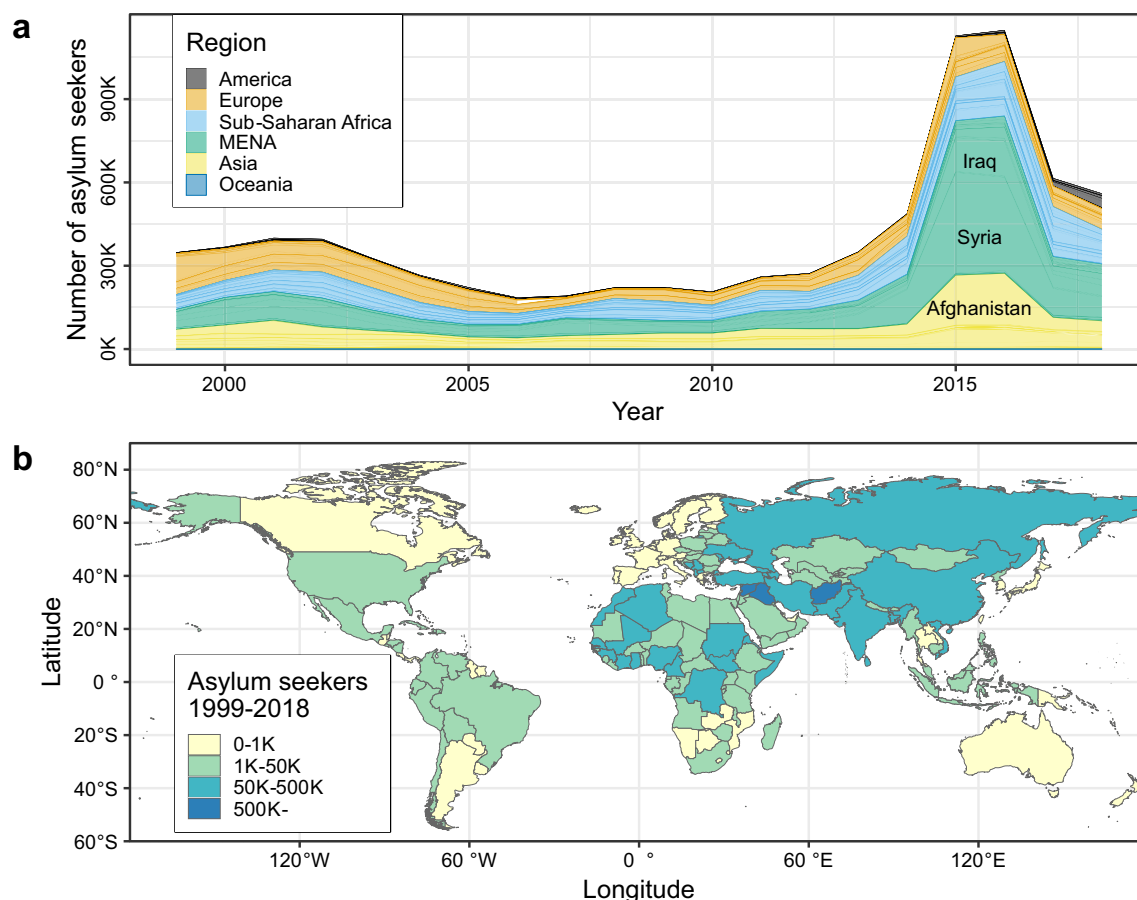 a
Number of asylum seekers
0K
300K
600K
900K
Region
America
Europe
Sub-Saharan Africa
MENA
Asia
Oceania
Iraq
Syria
Afghanistan
2000
2005
2010
2015
Year
b
Latitude
80°N
60°N
40°N
20°N
0 °
20°S
40°S
60°S
Asylum seekers
1999-2018
0-1K
1K-50K
50K-500K
500K-
120°W
60 °W
0 °
60 °E
120°E
Longitude